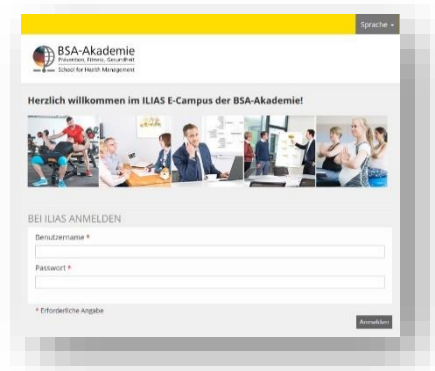 Sprache
BSA-Akademie
Prävention, Fitness, Gesundheit
School for Health Management
Herzlich willkommen im ILIAS E-Campus der BSA-Akademie!
BEI ILIAS ANMELDEN
Benutzername *
Passwort *
* Erforderliche Angabe
Anmelden